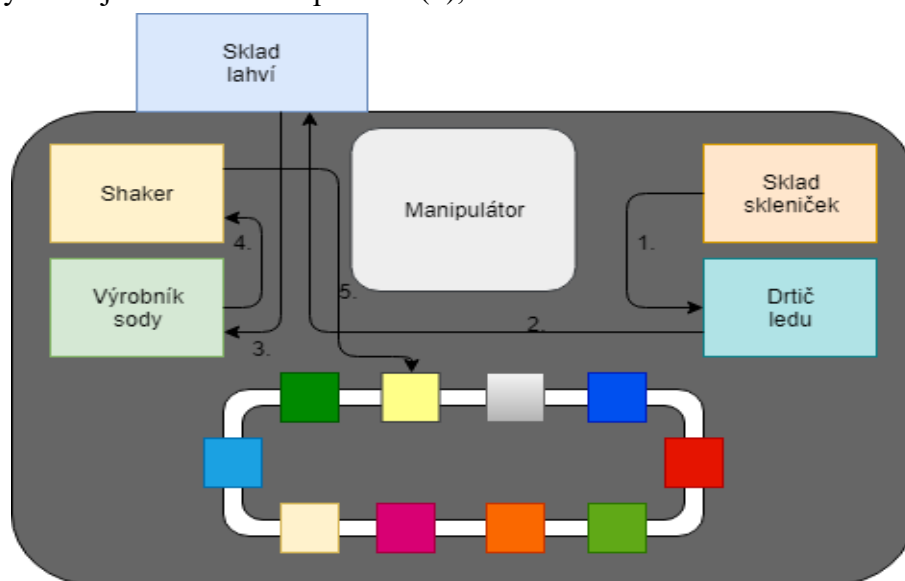 Sklad
lahví
Shaker
Manipulátor
Sklad
skleniček
4.
1.
Výrobník
sody
5.
Drtič
ledu
2.
3.